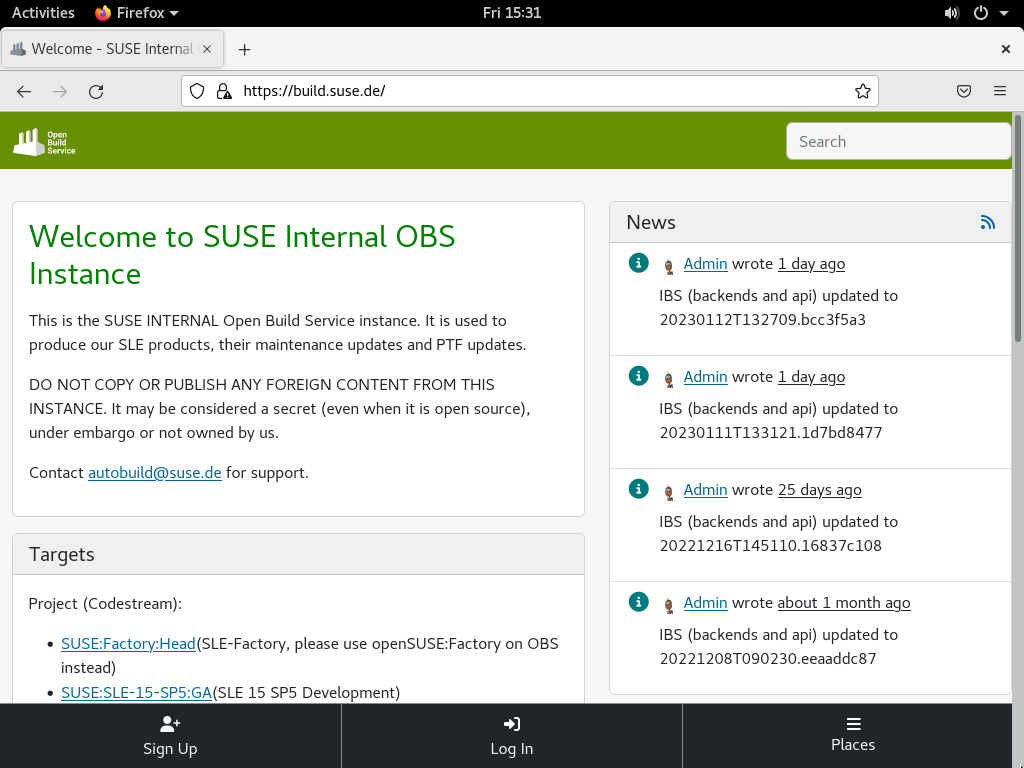 Activities Firefox Fri 15:31
Welcome - SUSE Internal
https://build.suse.de/
Open
Build
Service
Search
Welcome to SUSE Internal OBS
Instance
This is the SUSE INTERNAL Open Build Service instance. It is used to
produce our SLE products, their maintenance updates and PTF updates.
DO NOT COPY OR PUBLISH ANY FOREIGN CONTENT FROM THIS
INSTANCE. It may be considered a secret (even when it is open source),
under embargo or not owned by us.
Contact autobuild@suse.de for support.
Targets
Project (Codestream):
• SUSE:Factory:Head(SLE-Factory, please use openSUSE:Factory on OBS
instead)
• SUSE:SLE-15-SP5:GA(SLE 15 SP5 Development)
News
Admin wrote 1 day ago
IBS (backends and api) updated to
20230112T132709.bcc3f5a3
Admin wrote 1 day ago
IBS (backends and api) updated to
20230111T133121.1d7bd8477
Admin wrote 25 days ago
IBS (backends and api) updated to
20221216T145110.16837c108
Admin wrote about 1 month ago
IBS (backends and api) updated to
20221208T090230.eeaaddc87
Sign Up
Log In
Places